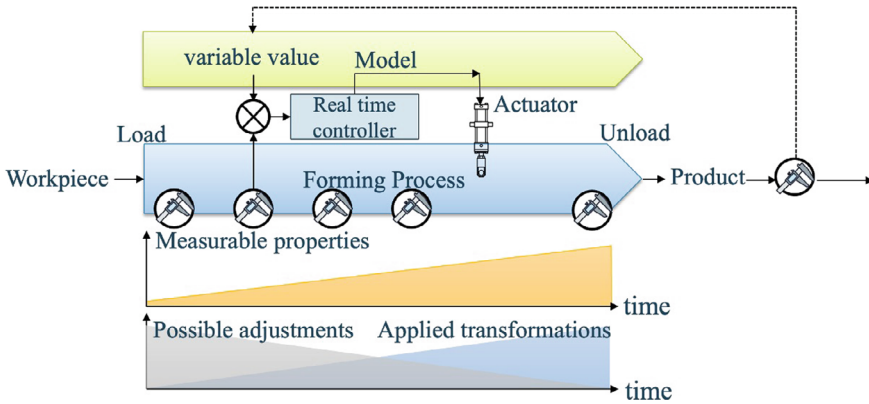 variable value
Model
Real time
controller
Actuator
Load
Unload
Workpiece
Forming Process
Product
Measurable properties
time
Possible adjustments
Applied transformations
time